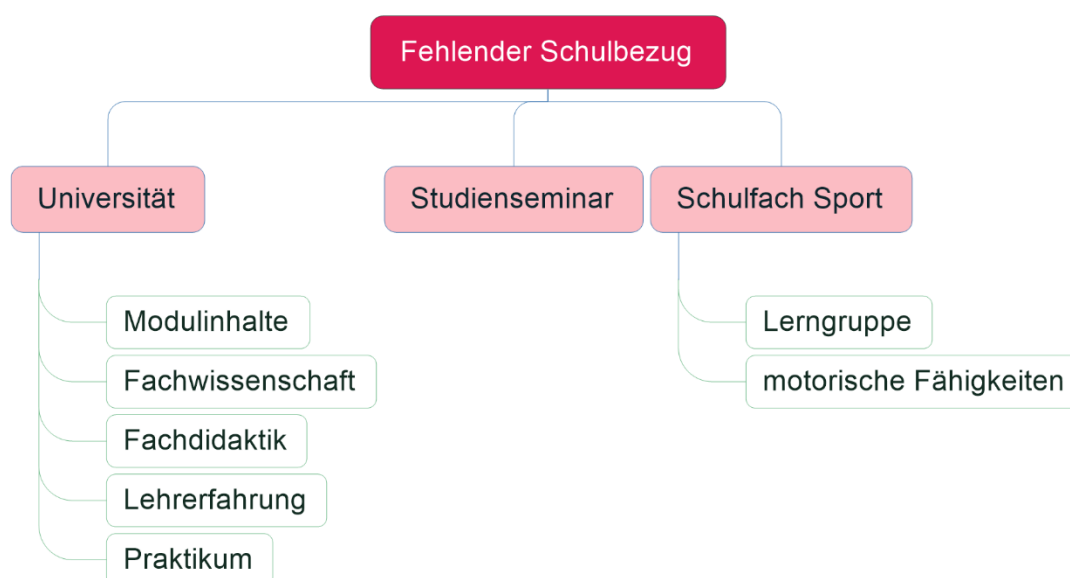 Fehlender Schulbezug
Universität
Studienseminar
Schulfach Sport
Modulinhalte
Fachwissenschaft
Fachdidaktik
Lehrerfahrung
Praktikum
Lerngruppe
motorische Fähigkeiten